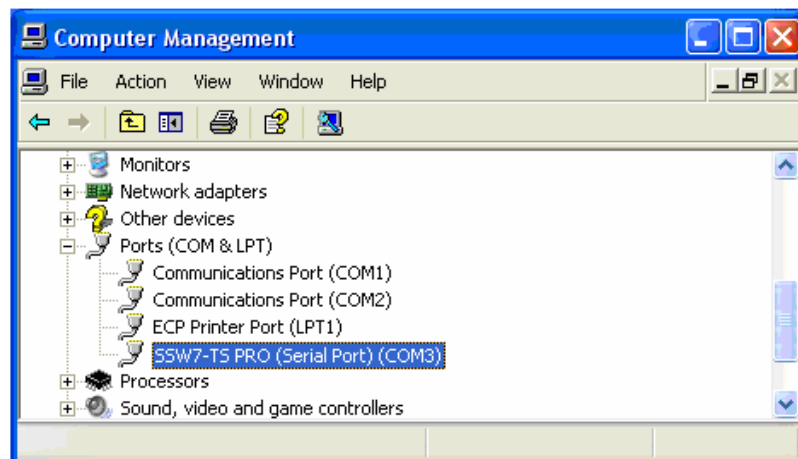 Computer Management
File Action View Window Help
Monitors
Network adapters
Other devices
Ports (COM & LPT)
Communications Port (COM1)
Communications Port (COM2)
ECP Printer Port (LPT1)
SSW7-TS PRO (Serial Port) (COM3)
Processors
Sound, video and game controllers